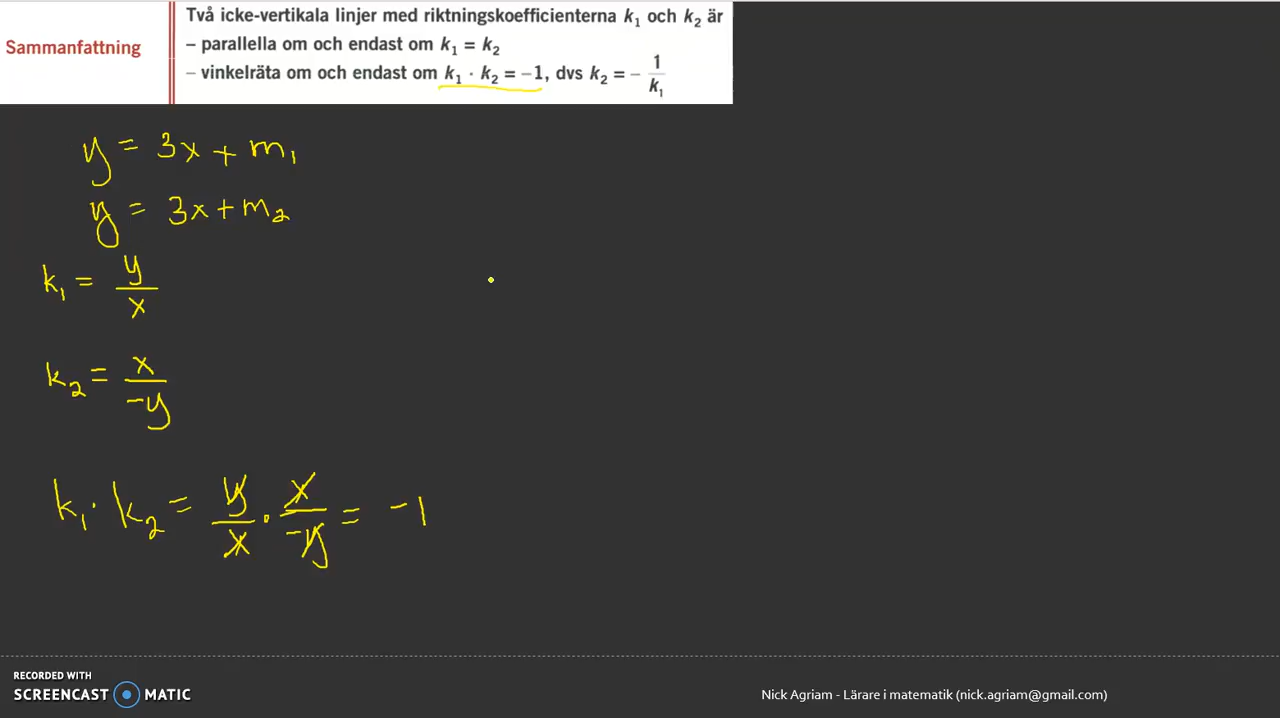 Sammanfattning
Två icke-vertikala linjer med riktningskoefficienterna k₁ och k₂ är
– parallella om och endast om k₁ = k₂
– vinkelräta om och endast om k₁ · k₂ = –1, dvs k₂ = – 1/k₁
y = 3x + m₁
y = 3x + m₂
k₁ = y/x
k₂ = x/-y
k₁ · k₂ = y/x · x/-y = -1
RECORDED WITH
SCREENCAST MATIC
Nick Agriam - Lärare i matematik (nick.agriam@gmail.com)